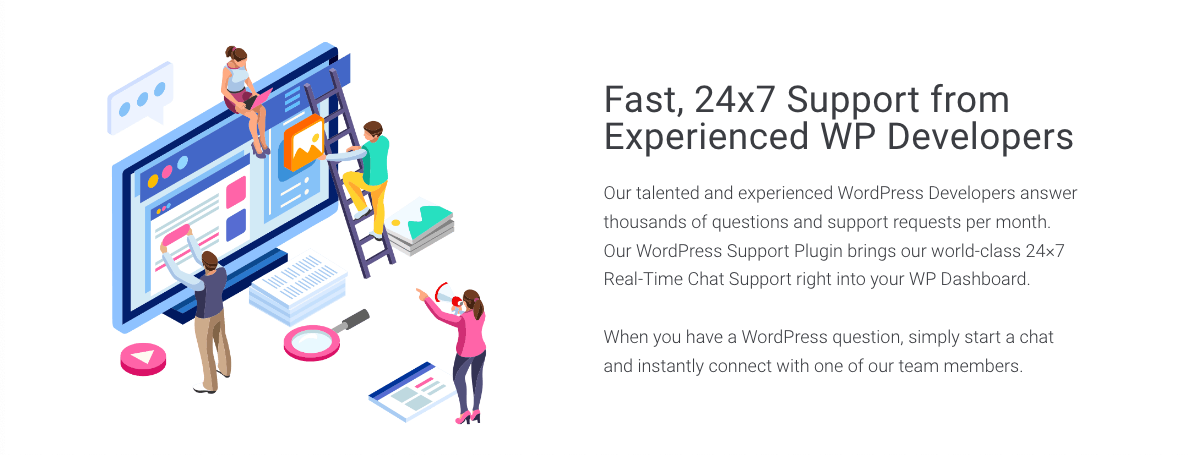 Fast, 24x7 Support from
Experienced WP Developers
Our talented and experienced WordPress Developers answer
thousands of questions and support requests per month.
Our WordPress Support Plugin brings our world-class 24×7
Real-Time Chat Support right into your WP Dashboard.
When you have a WordPress question, simply start a chat
and instantly connect with one of our team members.